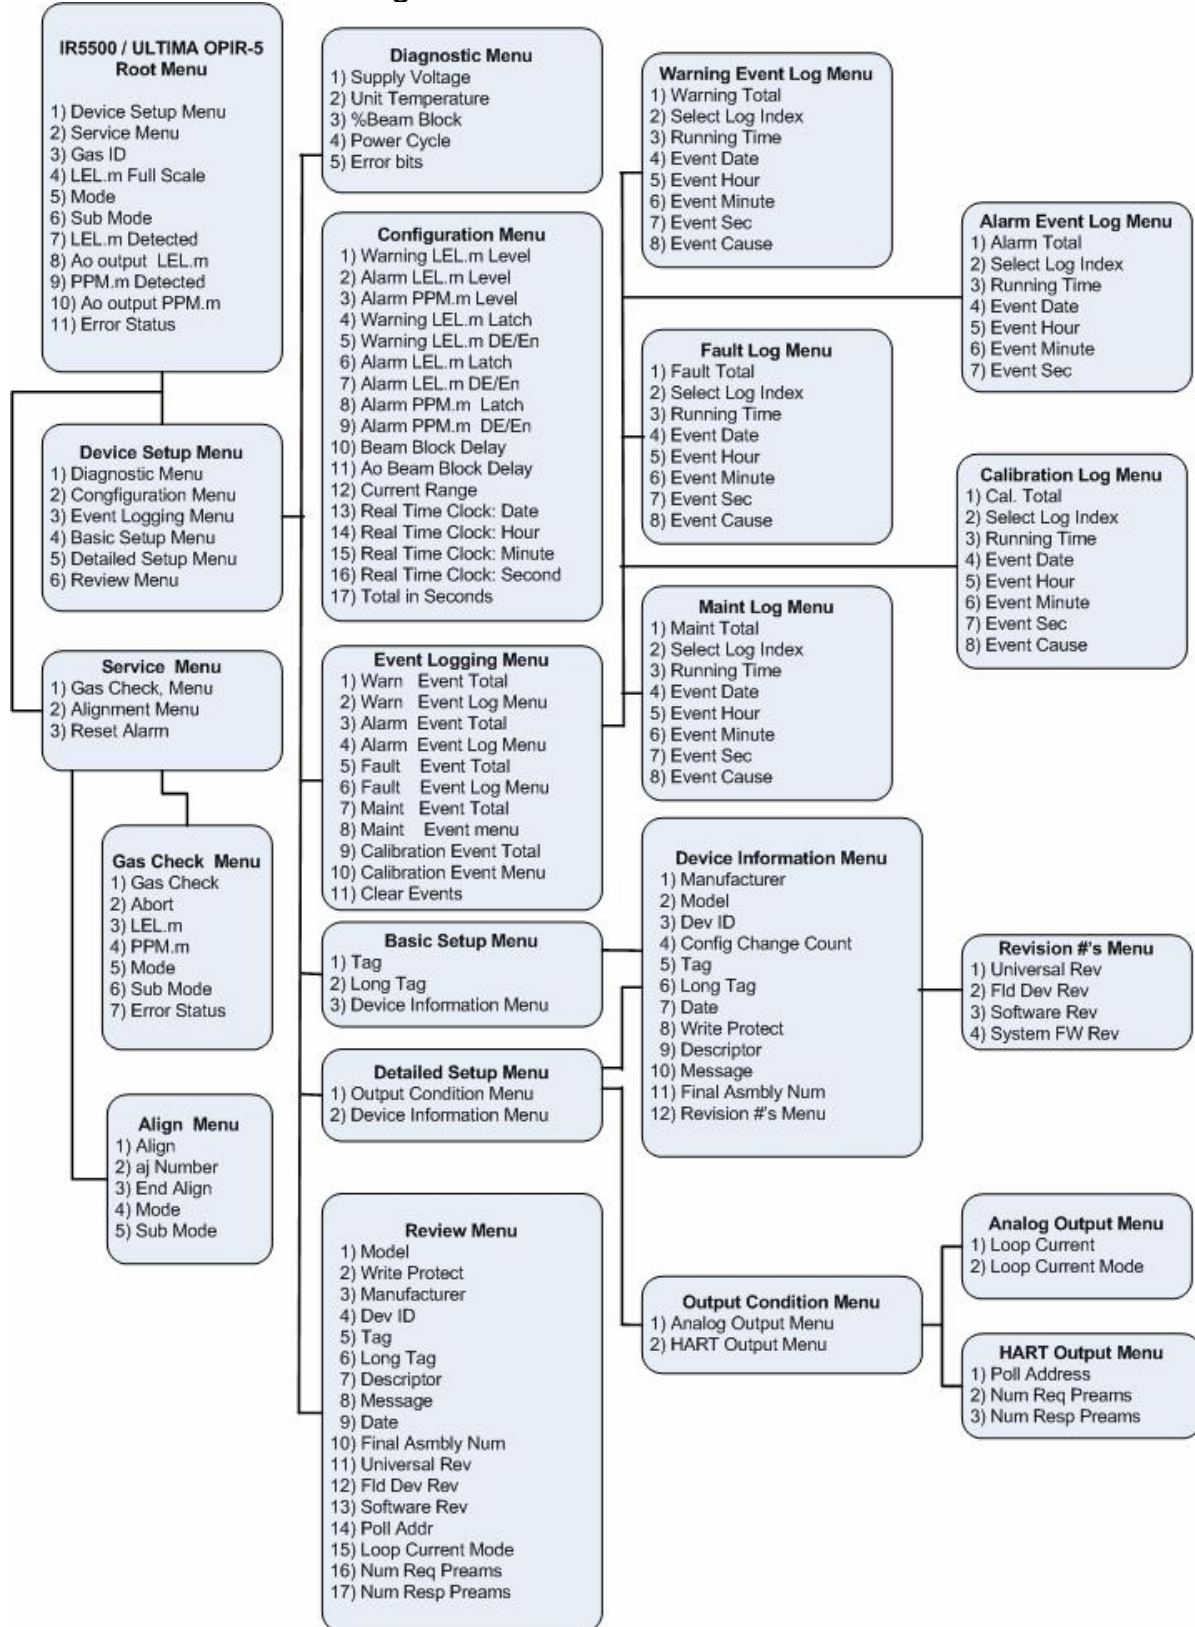 IR5500 / ULTIMA OPIR-5
Root Menu
1) Device Setup Menu
2) Service Menu
3) Gas ID
4) LEL.m Full Scale
5) Mode
6) Sub Mode
7) LEL.m Detected
8) Ao output LEL.m
9) PPM.m Detected
10) Ao output PPM.m
11) Error Status
Device Setup Menu
1) Diagnostic Menu
2) Congfiguration Menu
3) Event Logging Menu
4) Basic Setup Menu
5) Detailed Setup Menu
6) Review Menu
Service Menu
1) Gas Check, Menu
2) Alignment Menu
3) Reset Alarm
Gas Check Menu
1) Gas Check
2) Abort
3) LEL.m
4) PPM.m
5) Mode
6) Sub Mode
7) Error Status
Align Menu
1) Align
2) aj Number
3) End Align
4) Mode
5) Sub Mode
Diagnostic Menu
1) Supply Voltage
2) Unit Temperature
3) %Beam Block
4) Power Cycle
5) Error bits
Configuration Menu
1) Warning LEL.m Level
2) Alarm LEL.m Level
3) Alarm PPM.m Level
4) Warning LEL.m Latch
5) Warning LEL.m DE/En
6) Alarm LEL.m Latch
7) Alarm LEL.m DE/En
8) Alarm PPM.m Latch
9) Alarm PPM.m DE/En
10) Beam Block Delay
11) Ao Beam Block Delay
12) Current Range
13) Real Time Clock: Date
14) Real Time Clock: Hour
15) Real Time Clock: Minute
16) Real Time Clock: Second
17) Total in Seconds
Event Logging Menu
1) Warn Event Total
2) Warn Event Log Menu
3) Alarm Event Total
4) Alarm Event Log Menu
5) Fault Event Total
6) Fault Event Log Menu
7) Maint Event Total
8) Maint Event menu
9) Calibration Event Total
10) Calibration Event Menu
11) Clear Events
Basic Setup Menu
1) Tag
2) Long Tag
3) Device Information Menu
Detailed Setup Menu
1) Output Condition Menu
2) Device Information Menu
Review Menu
1) Model
2) Write Protect
3) Manufacturer
4) Dev ID
5) Tag
6) Long Tag
7) Descriptor
8) Message
9) Date
10) Final Asmbly Num
11) Universal Rev
12) Fld Dev Rev
13) Software Rev
14) Poll Addr
15) Loop Current Mode
16) Num Req Preams
17) Num Resp Preams
Warning Event Log Menu
1) Warning Total
2) Select Log Index
3) Running Time
4) Event Date
5) Event Hour
6) Event Minute
7) Event Sec
8) Event Cause
Fault Log Menu
1) Fault Total
2) Select Log Index
3) Running Time
4) Event Date
5) Event Hour
6) Event Minute
7) Event Sec
8) Event Cause
Maint Log Menu
1) Maint Total
2) Select Log Index
3) Running Time
4) Event Date
5) Event Hour
6) Event Minute
7) Event Sec
8) Event Cause
Device Information Menu
1) Manufacturer
2) Model
3) Dev ID
4) Config Change Count
5) Tag
6) Long Tag
7) Date
8) Write Protect
9) Descriptor
10) Message
11) Final Asmbly Num
12) Revision #'s Menu
Output Condition Menu
1) Analog Output Menu
2) HART Output Menu
Alarm Event Log Menu
1) Alarm Total
2) Select Log Index
3) Running Time
4) Event Date
5) Event Hour
6) Event Minute
7) Event Sec
Calibration Log Menu
1) Cal. Total
2) Select Log Index
3) Running Time
4) Event Date
5) Event Hour
6) Event Minute
7) Event Sec
8) Event Cause
Revision #'s Menu
1) Universal Rev
2) Fld Dev Rev
3) Software Rev
4) System FW Rev
Analog Output Menu
1) Loop Current
2) Loop Current Mode
HART Output Menu
1) Poll Address
2) Num Req Preams
3) Num Resp Preams